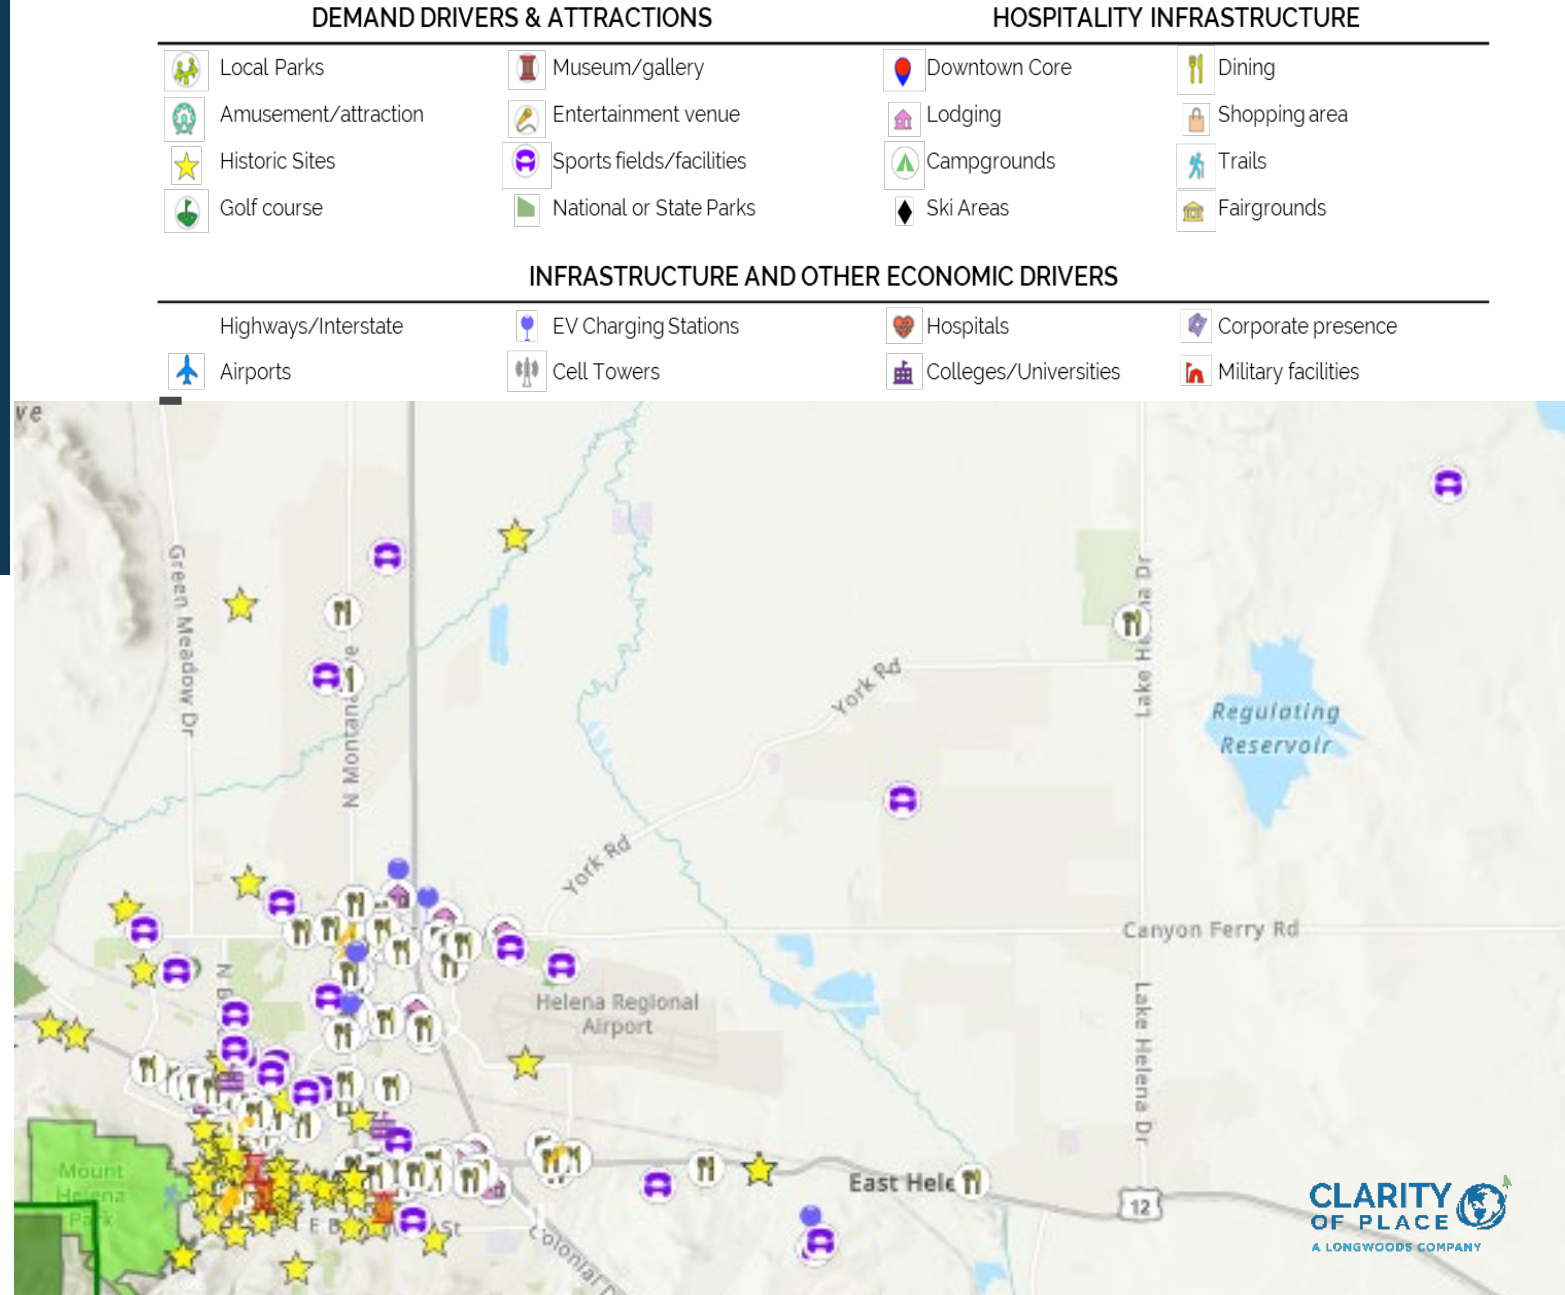 DEMAND DRIVERS & ATTRACTIONS
HOSPITALITY INFRASTRUCTURE
Local Parks
Museum/gallery
Downtown Core
Dining
Amusement/attraction
Entertainment venue
Lodging
Shopping area
Historic Sites
Sports fields/facilities
Campgrounds
Trails
Golf course
National or State Parks
Ski Areas
Fairgrounds
INFRASTRUCTURE AND OTHER ECONOMIC DRIVERS
Highways/Interstate
EV Charging Stations
Hospitals
Corporate presence
Airports
Cell Towers
Colleges/Universities
Military facilities
ve
Green Meadow Dr
N Montana
York Rd
Regulating
Reservoir
York Rd
Canyon Ferry Rd
Helena Regional
Airport
Lake Helena Dr
Mount
Helena
Park
East Hele
12
St
Colonial
CLARITY
OF PLACE
A LONGWOODS COMPANY